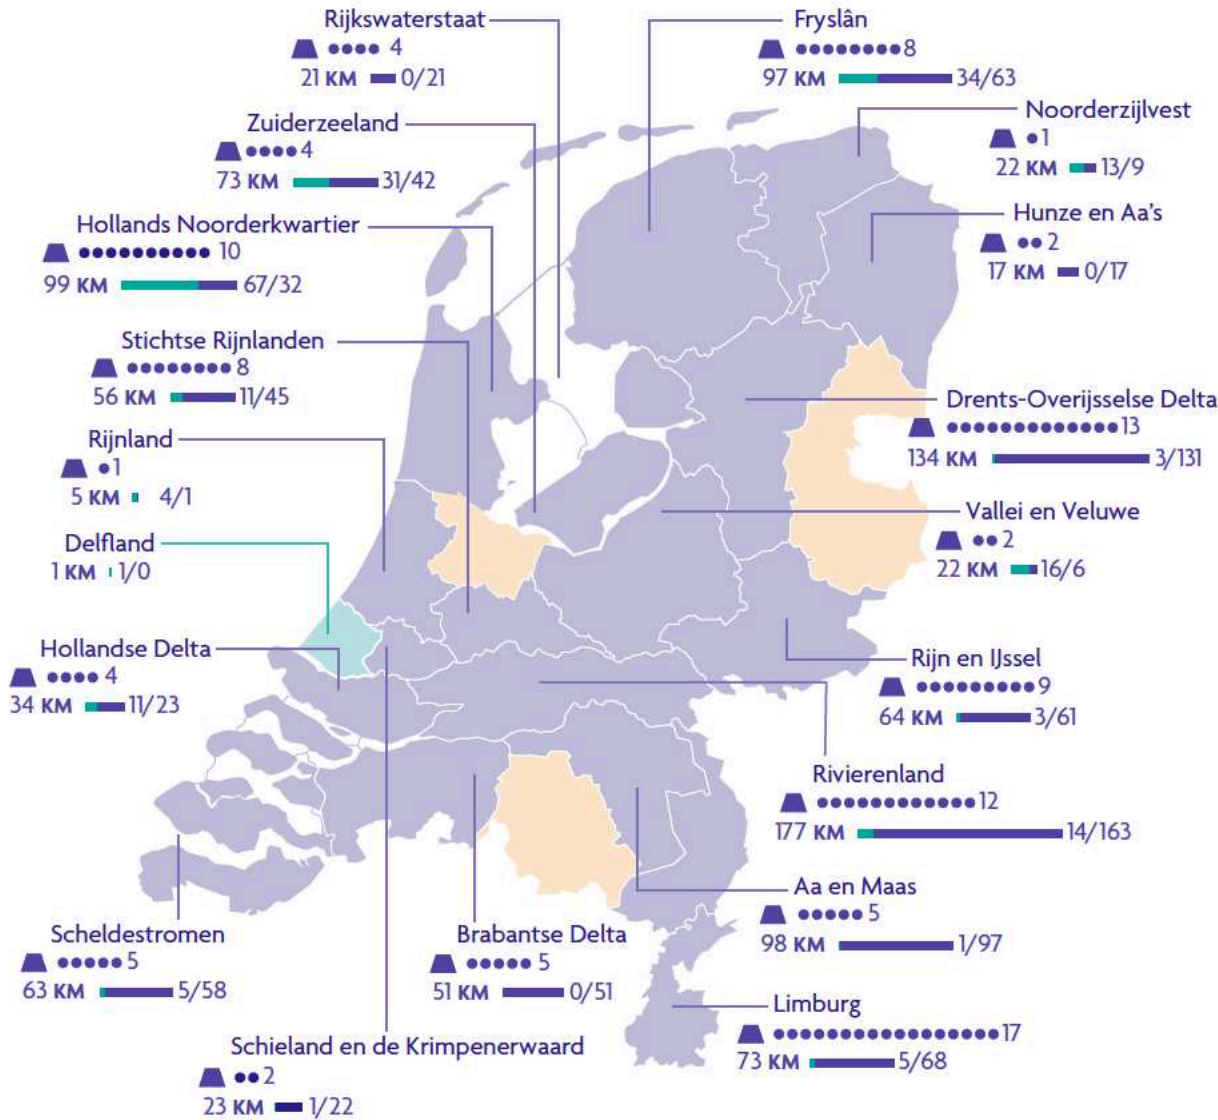 Rijkswaterstaat
4
21 KM 0/21
Fryslân
8
97 KM 34/63
Zuiderzeeland
4
73 KM 31/42
Noorderzijlvest
1
22 KM 13/9
Hollands Noorderkwartier
10
99 KM 67/32
Hunze en Aa's
2
17 KM 0/17
Stichtse Rijnlanden
8
56 KM 11/45
Drents-Overijsselse Delta
13
134 KM 3/131
Rijnland
1
5 KM 4/1
Vallei en Veluwe
2
22 KM 16/6
Delfland
1 KM 1/0
Hollandse Delta
4
34 KM 11/23
Rijn en IJssel
9
64 KM 3/61
Rivierenland
12
177 KM 14/163
Aa en Maas
5
98 KM 1/97
Scheldestromen
5
63 KM 5/58
Brabantse Delta
5
51 KM 0/51
Limburg
17
73 KM 5/68
Schieland en de Krimpenerwaard
2
23 KM 1/22